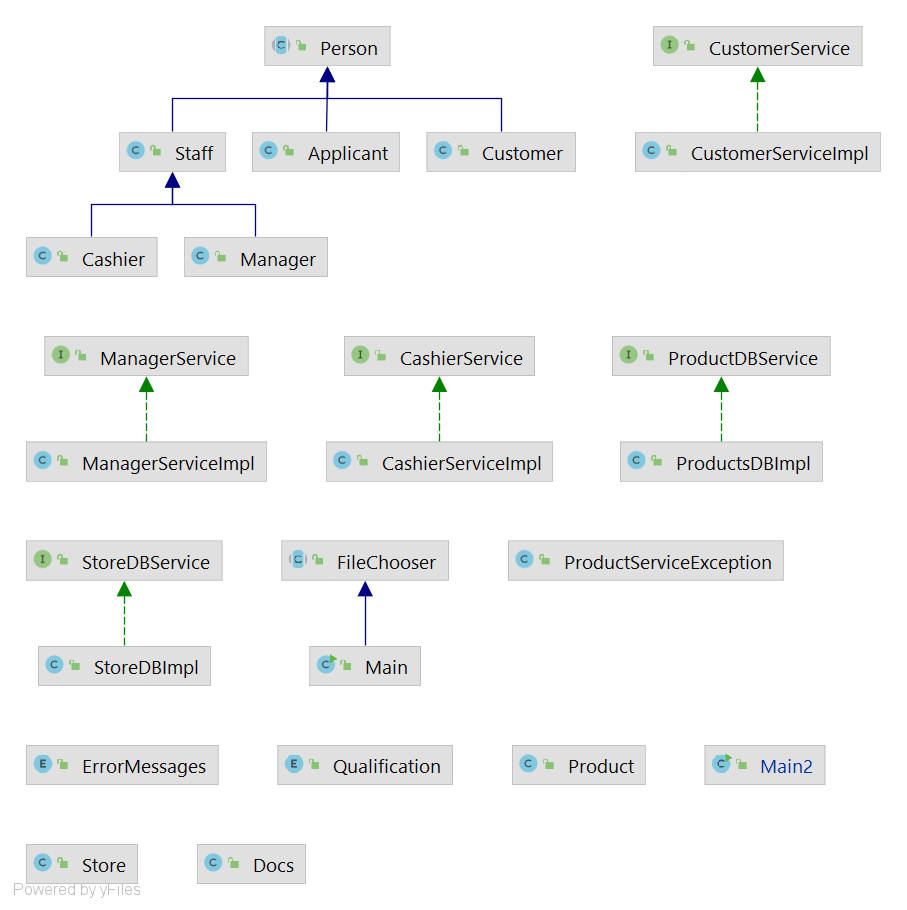 Person
CustomerService
Staff
Applicant
Customer
CustomerServiceImpl
Cashier
Manager
ManagerService
CashierService
ProductDBService
ManagerServiceImpl
CashierServiceImpl
ProductsDBImpl
StoreDBService
FileChooser
ProductServiceException
StoreDBImpl
Main
ErrorMessages
Qualification
Product
Main2
Store
Docs
Powered by yFiles